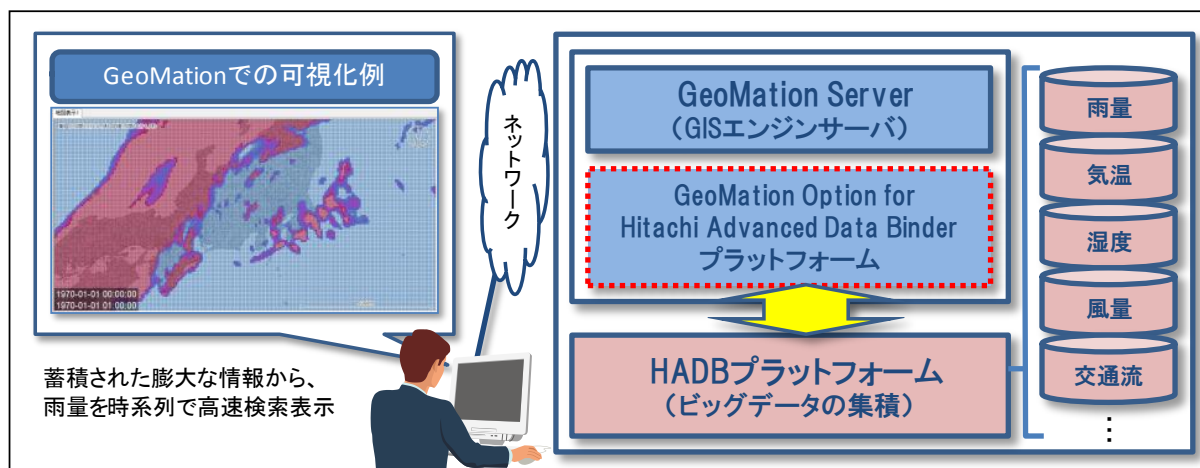 GeoMationでの可視化例
1970-01-01 00:00:00
1970-01-01 01:00:00
蓄積された膨大な情報から、
雨量を時系列で高速検索表示
ネットワーク
GeoMation Server
（GISエンジンサーバ）
GeoMation Option for
Hitachi Advanced Data Binder
プラットフォーム
HADBプラットフォーム
（ビッグデータの集積）
雨量
気温
湿度
風量
交通流
⋮